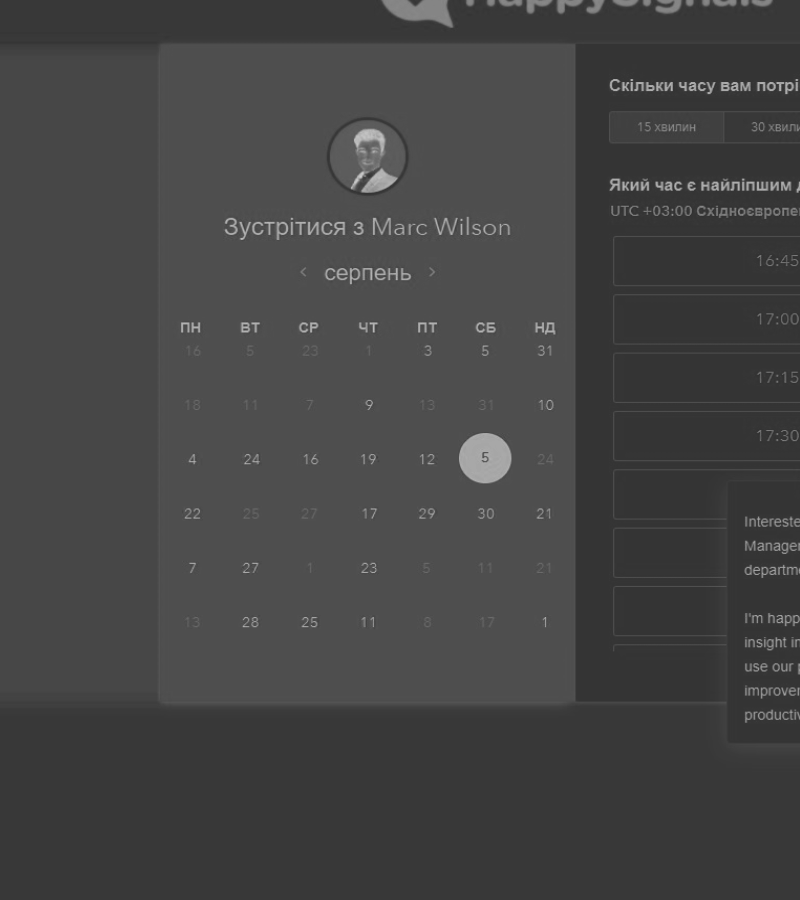 HappySignals
Зустрітися з Marc Wilson
серпень
ПН ВТ СР ЧТ ПТ СБ НД
16 5 23 1 3 5 31
18 11 7 9 13 31 10
4 24 16 19 12 5 24
22 25 27 17 29 30 21
7 27 1 23 5 11 21
13 28 25 11 8 17 1
Скільки часу вам потрі
15 хвилин 30 хвили
Який час є найліпшим д
UTC +03:00 Східноєвропе
16:45
17:00
17:15
17:30
Intereste
Manager
departme
I'm happ
insight in
use our p
improver
productiv